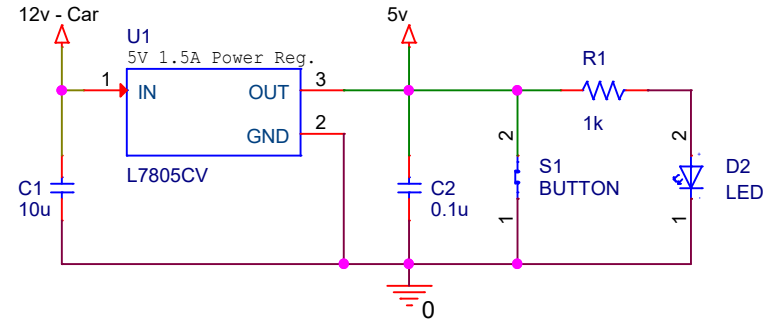 12v - Car
5v
U1
5V 1.5A Power Reg.
R1
1
IN
OUT
3
1k
GND
2
L7805CV
C1
10u
C2
0.1u
2
S1
BUTTON
1
2
D2
LED
1
0